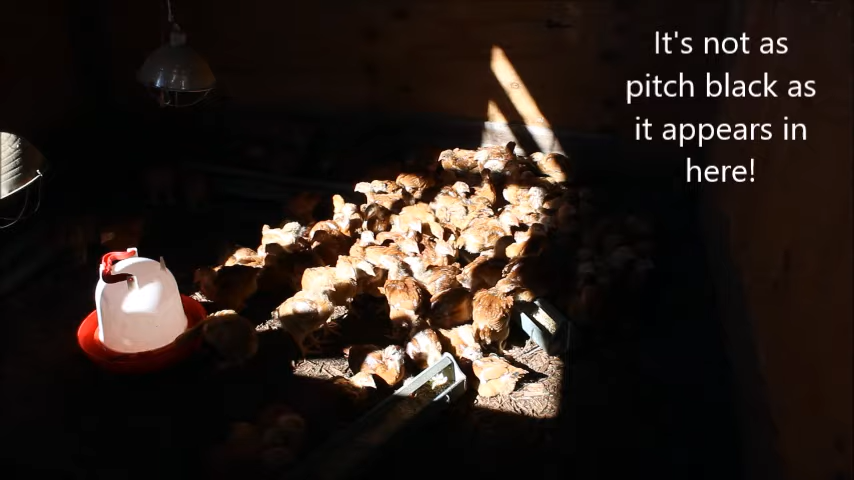 It's not as
pitch black as
it appears in
here!